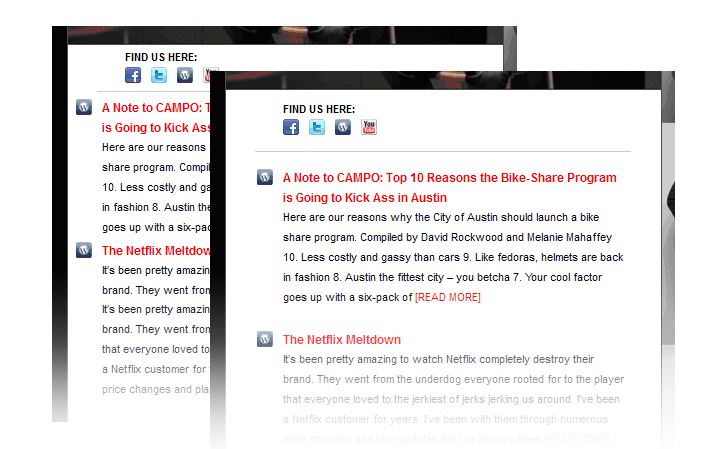 FIND US HERE:
A Note to CAMPO: T
is Going to Kick Ass
Here are our reasons
share program. Compil
10. Less costly and ga
in fashion 8. Austin the
goes up with a six-pac
The Netflix Meltdow
It's been pretty amazin
brand. They went from
It's been pretty amazin
brand. They went from
that everyone loved to
a Netflix customer for
price changes and pla
FIND US HERE:
You
Tube
A Note to CAMPO: Top 10 Reasons the Bike-Share Program
is Going to Kick Ass in Austin
Here are our reasons why the City of Austin should launch a bike
share program. Compiled by David Rockwood and Melanie Mahaffey
10. Less costly and gassy than cars 9. Like fedoras, helmets are back
in fashion 8. Austin the fittest city – you betcha 7. Your cool factor
goes up with a six-pack of [READ MORE]
The Netflix Meltdown
It's been pretty amazing to watch Netflix completely destroy their
brand. They went from the underdog everyone rooted for to the player
that everyone loved to the jerkiest of jerks jerking us around. I've been
a Netflix customer for years. I've been with them through numerous
price changes and plan updates but I've always been [READ MORE]